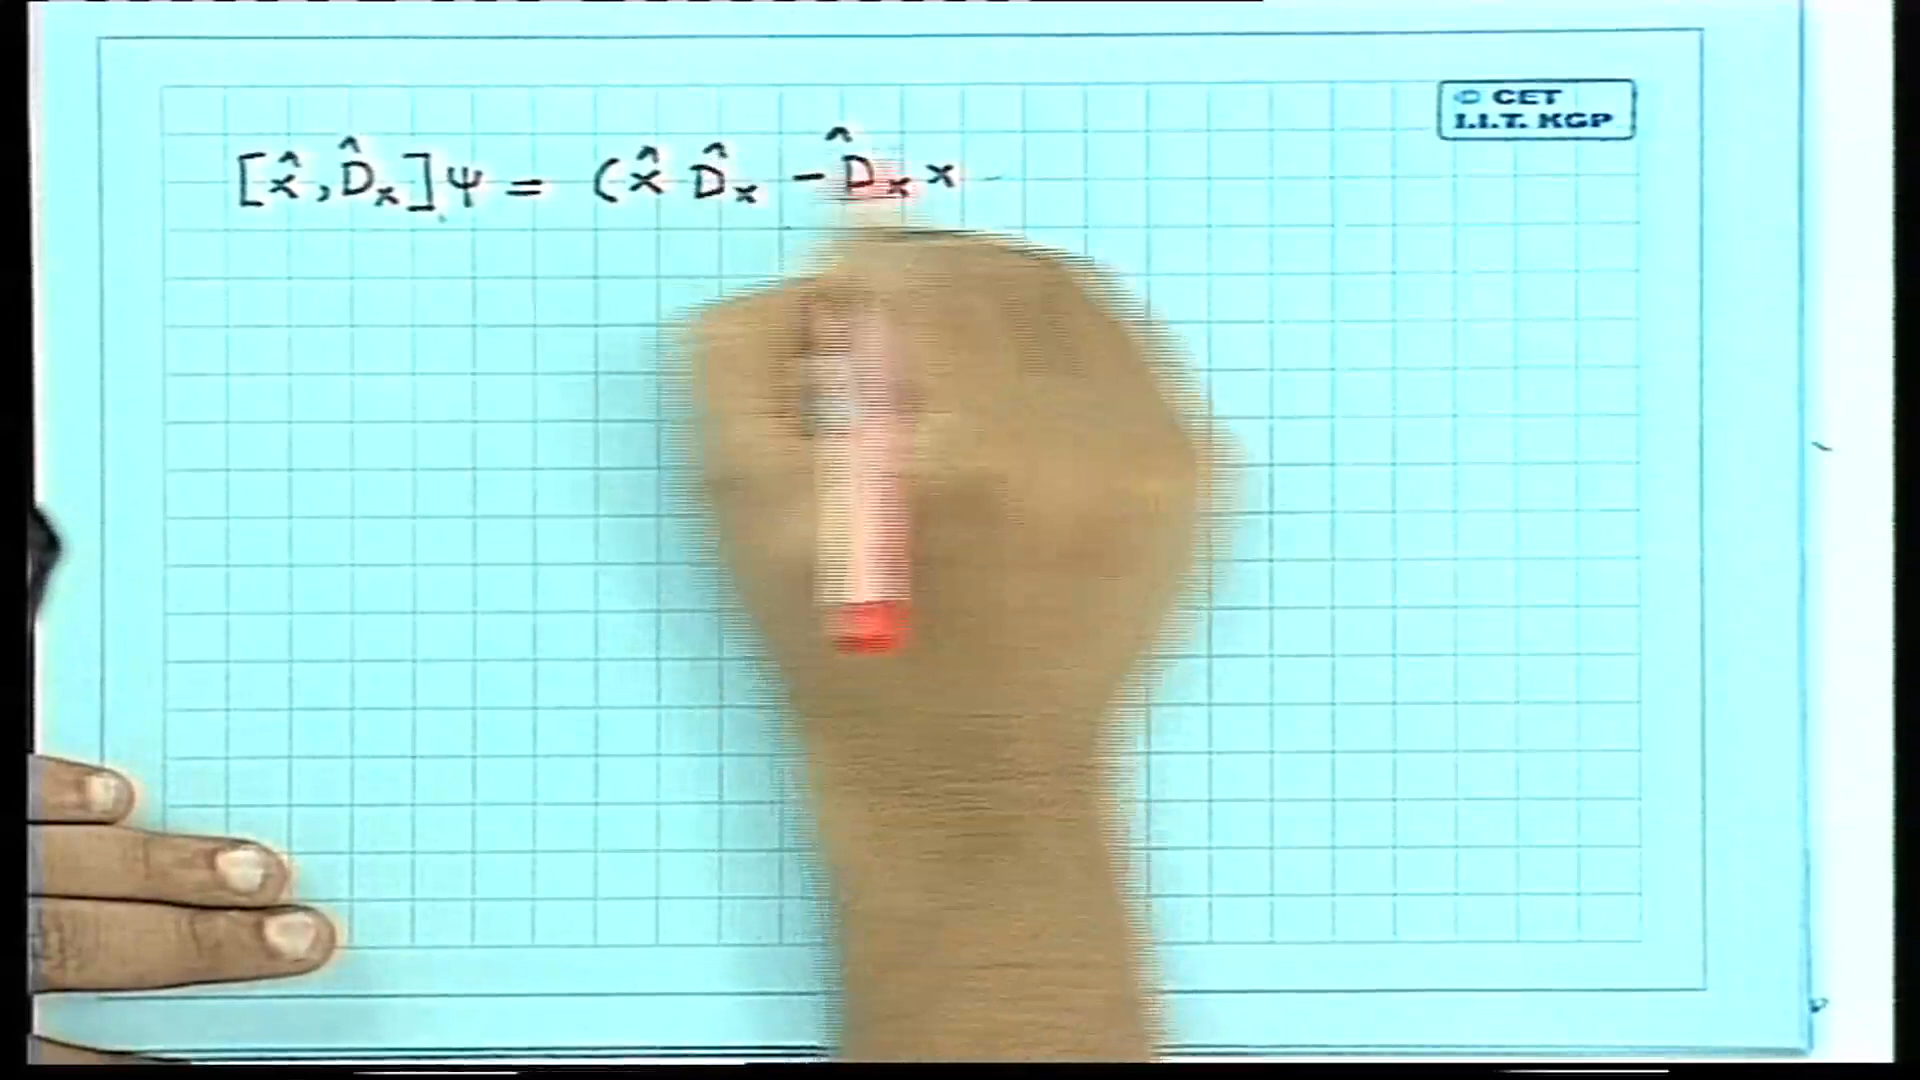 © CET
I.I.T. KGP
[x̂, D̂ₓ]ψ = (x̂ D̂ₓ - D̂ₓ x